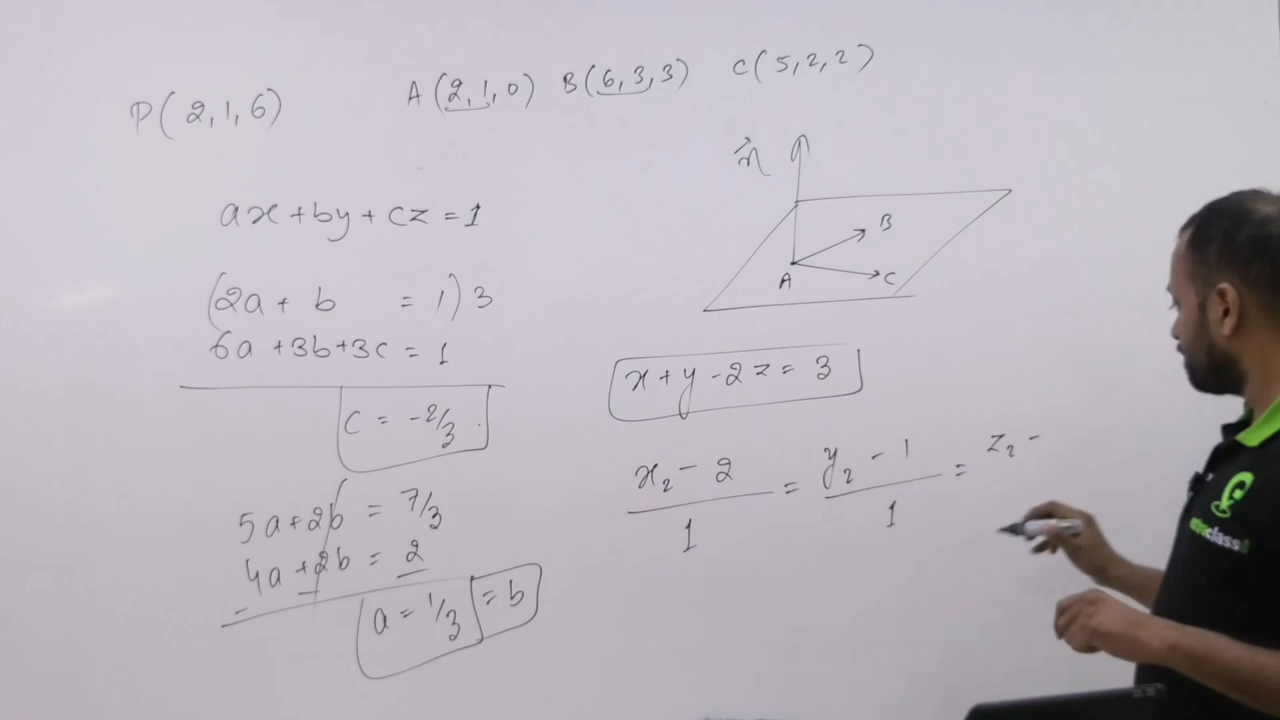 P(2,1,6)
A(2,1,0) B(6,3,3) C(5,2,2)
ax+by+cz=1
(2a+b = 1)3
6a+3b+3c = 1
c = -2/3
5a+2b = 7/3
4a+2b = 2
a = 1/3 = b
n
B
A
C
x+y-2z = 3
x₂-2/1 = y₂-1/1 = z₂-
extraclass